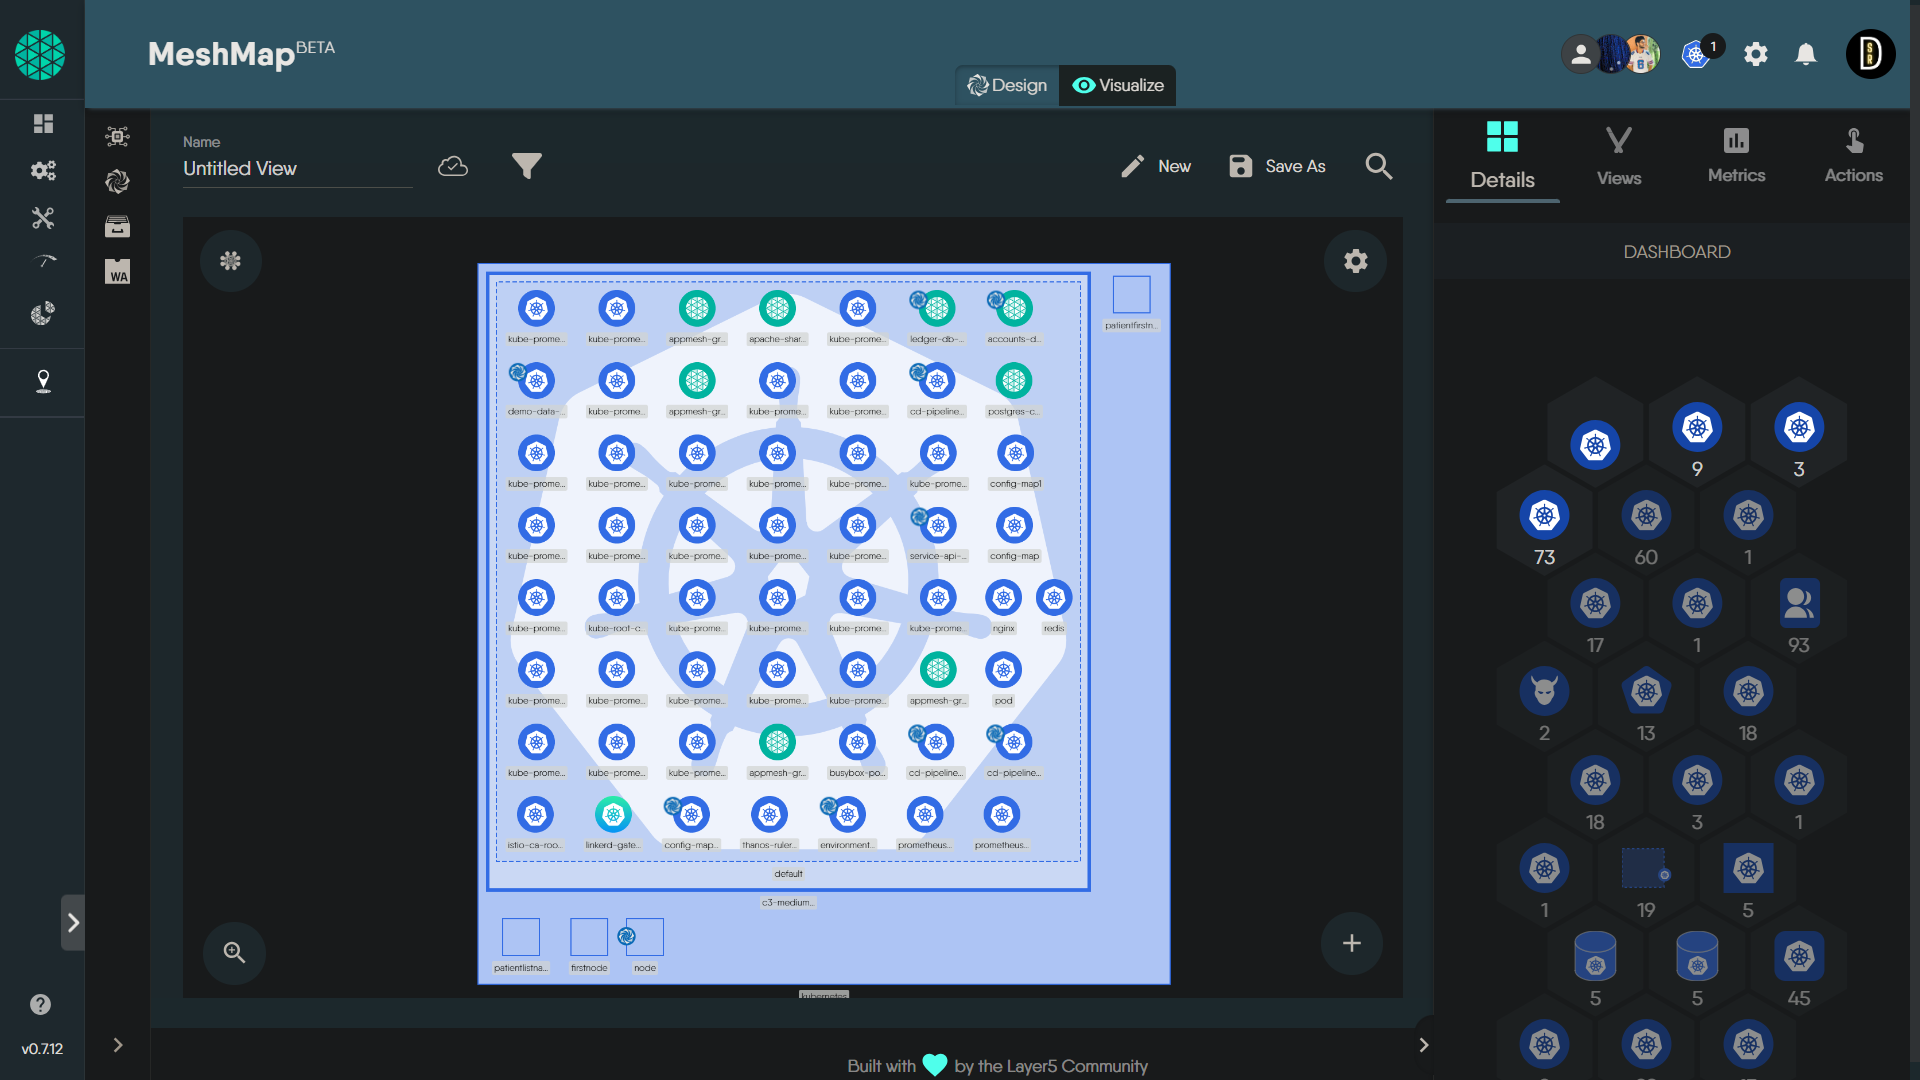 MeshMapBETA
Design
Visualize
1
D
SR
WA
Name
Untitled View
New
Save As
Details
Views
Metrics
Actions
DASHBOARD
kube-prome... kube-prome... appmesh-gr... apache-shar... kube-prome... ledger-db-... accounts-d...
patientfirstn...
demo-data-... kube-prome... appmesh-gr... kube-prome... kube-prome... cd-pipeline... postgres-c...
kube-prome... kube-prome... kube-prome... kube-prome... kube-prome... kube-prome... config-map1
kube-prome... kube-prome... kube-prome... kube-prome... kube-prome... service-api-... config-map
kube-prome... kube-root-c... kube-prome... kube-prome... kube-prome... kube-prome... nginx redis
kube-prome... kube-prome... kube-prome... kube-prome... kube-prome... appmesh-gr... pod
kube-prome... kube-prome... kube-prome... appmesh-gr... busybox-po... cd-pipeline... cd-pipeline...
istio-ca-roo... linkerd-gate... config-map... thanos-ruler... environment... prometheus... prometheus...
default
c3-medium...
patientlistna... firstnode node
kubernetes
9 3
73 60 1
17 1 93
2 13 18
18 3 1
1 19 5
5 5 45
v0.7.12
Built with by the Layer5 Community